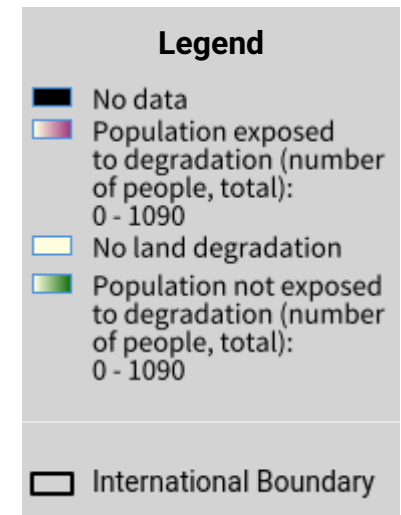 Legend
No data
Population exposed
to degradation (number
of people, total):
0 - 1090
No land degradation
Population not exposed
to degradation (number
of people, total):
0 - 1090
International Boundary